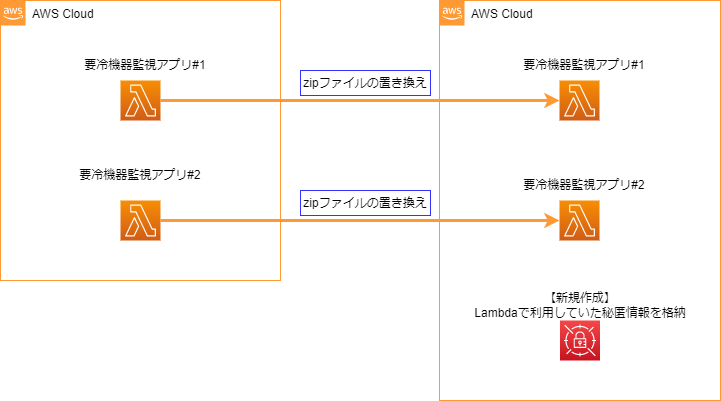 aws
AWS Cloud
aws
AWS Cloud
要冷機器監視アプリ#1
zipファイルの置き換え
要冷機器監視アプリ#1
要冷機器監視アプリ#2
zipファイルの置き換え
要冷機器監視アプリ#2
【新規作成】
Lambdaで利用していた秘匿情報を格納